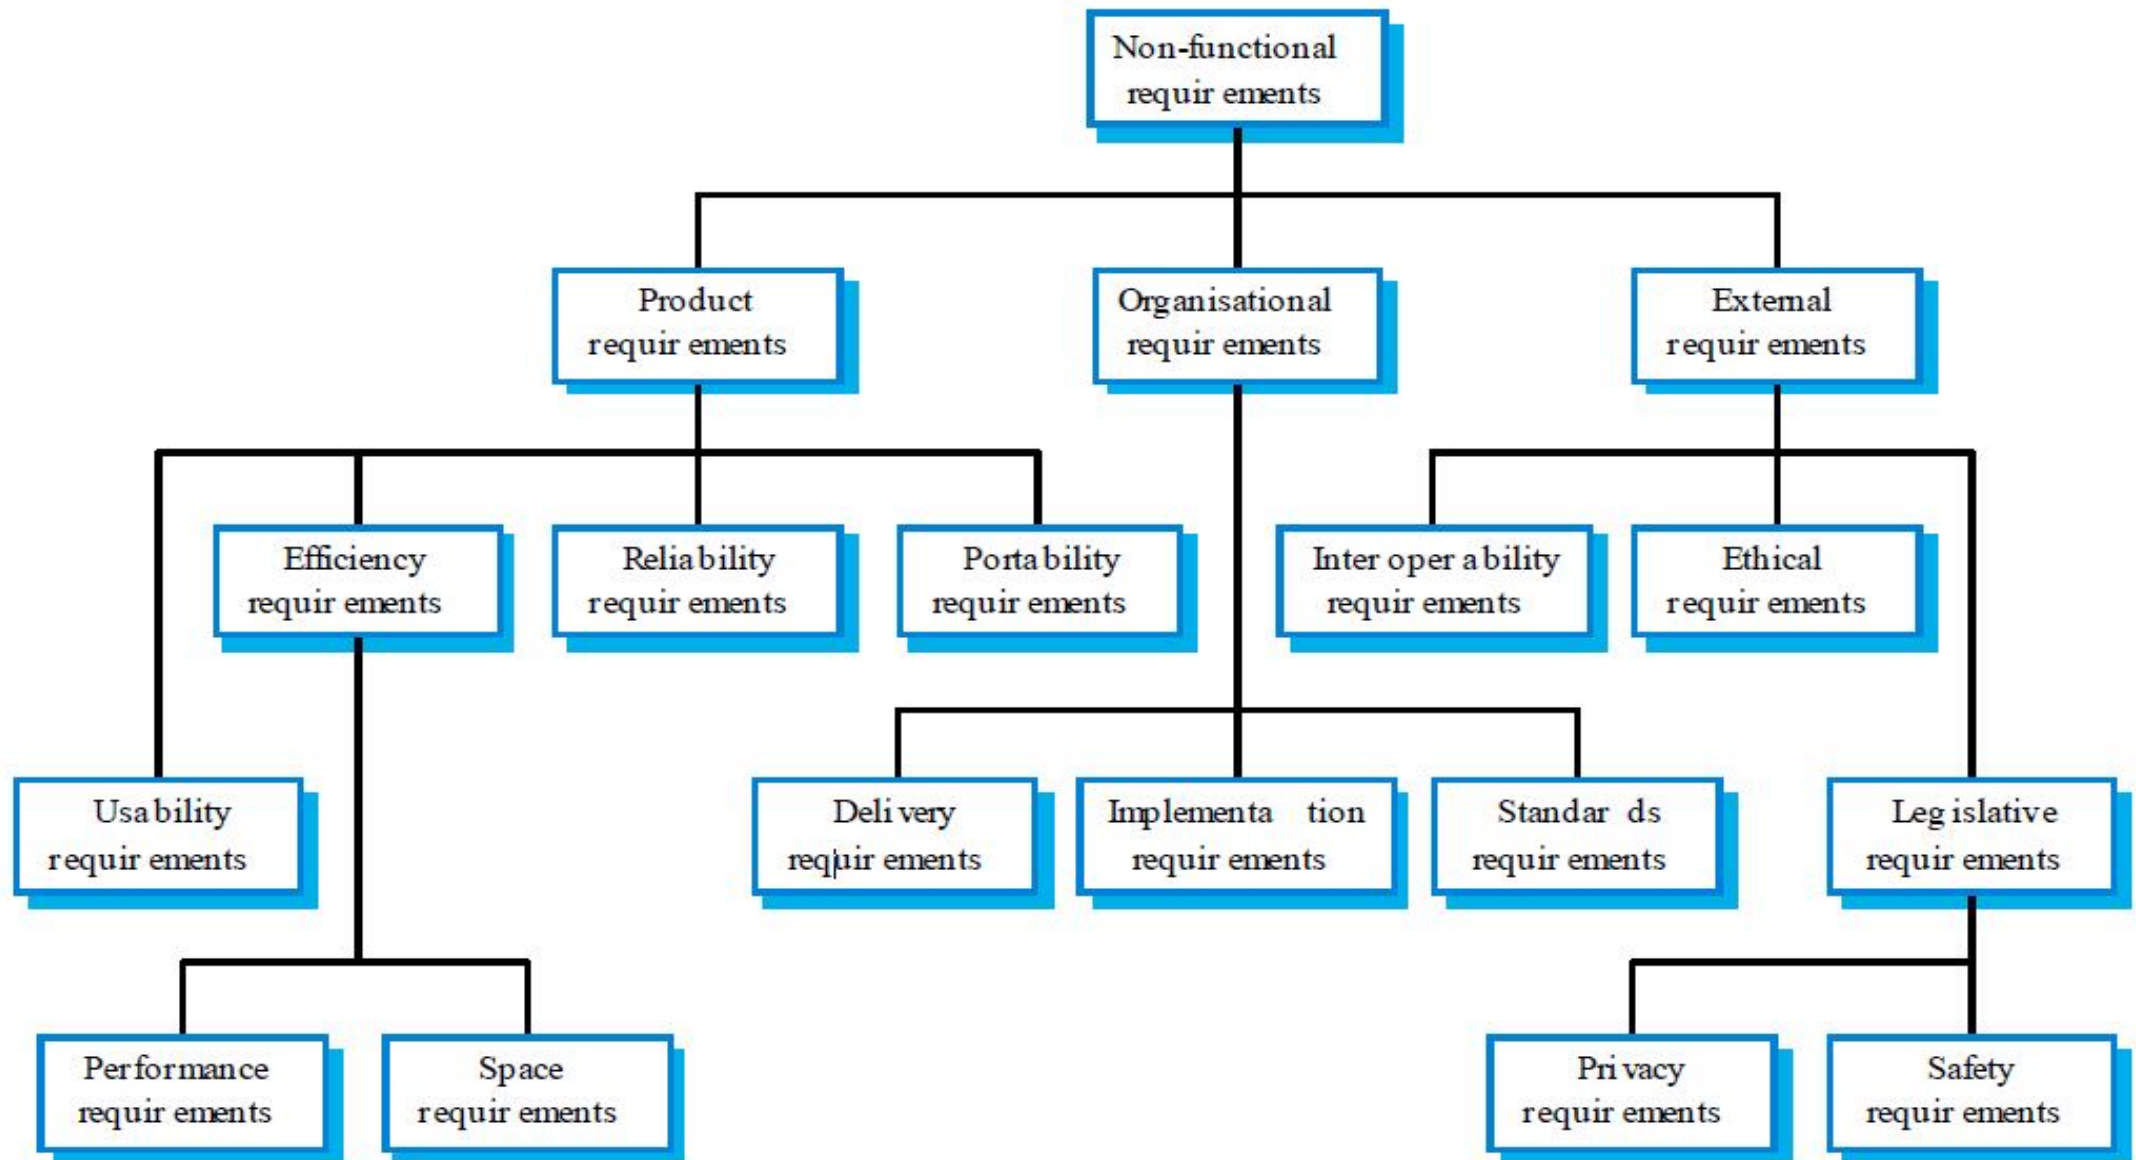 Non-functional
requir ements
Product
requir ements
Organisational
requir ements
External
requir ements
Efficiency
requir ements
Relia bility
requir ements
Porta bility
requir ements
Inter oper a bility
requir ements
Ethical
requir ements
Usa bility
requir ements
Deli very
requir ements
Implementa tion
requir ements
Standar ds
requir ements
Leg islative
requir ements
Performance
requir ements
Space
requir ements
Pri vacy
requir ements
Safety
requir ements